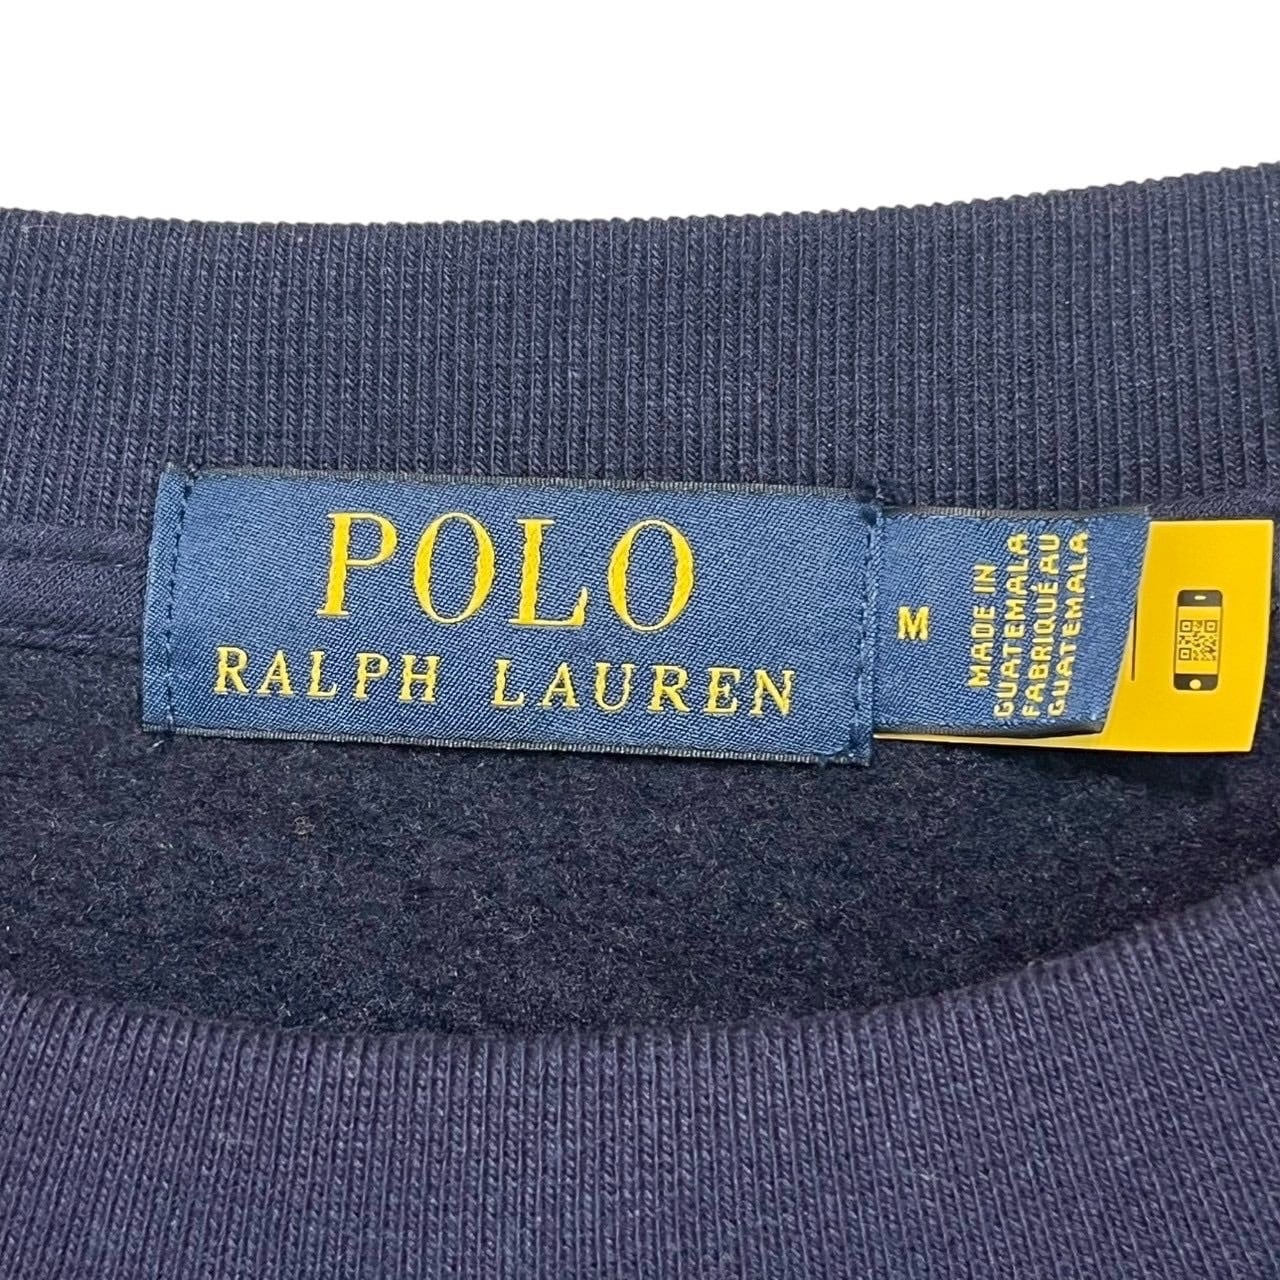 POLO
RALPH LAUREN
M
MADE IN
GUATEMALA
FABRIQUÉ AU
GUATEMALA